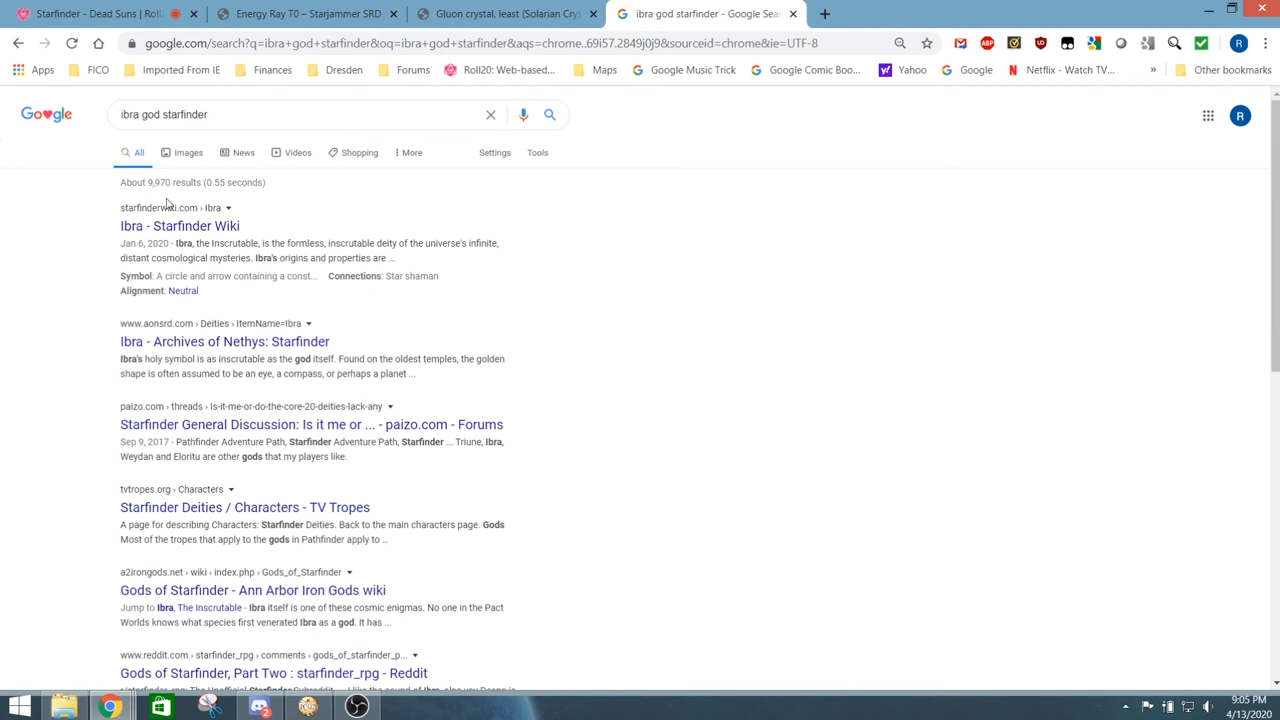 Starfinder - Dead Suns | Roll
Energy Ray T0 – Starjammer SRD
Gluon crystal, least (Solarian Crys
ibra god starfinder - Google Sear
google.com/search?q=ibra+god+starfinder&oq=ibra+god+starfinder&aqs=chrome..69i57.2849j0j9&sourceid=chrome&ie=UTF-8
Apps
FICO
Imported From IE
Finances
Dresden
Forums
Roll20: Web-based...
Maps
Google Music Trick
Google Comic Boo...
Yahoo
Google
Netflix - Watch TV...
»
Other bookmarks
ibra god starfinder
R
All
Images
News
Videos
Shopping
More
Settings
Tools
About 9,970 results (0.55 seconds)
starfinderwiki.com › Ibra
Ibra - Starfinder Wiki
Jan 6, 2020 - Ibra, the Inscrutable, is the formless, inscrutable deity of the universe's infinite,
distant cosmological mysteries. Ibra's origins and properties are ...
Symbol: A circle and arrow containing a const... Connections: Star shaman
Alignment: Neutral
www.aonsrd.com › Deities › ItemName=Ibra
Ibra - Archives of Nethys: Starfinder
Ibra's holy symbol is as inscrutable as the god itself. Found on the oldest temples, the golden
shape is often assumed to be an eye, a compass, or perhaps a planet ...
paizo.com › threads › Is-it-me-or-do-the-core-20-deities-lack-any
Starfinder General Discussion: Is it me or ... - paizo.com - Forums
Sep 9, 2017 - Pathfinder Adventure Path, Starfinder Adventure Path, Starfinder ... Triune, Ibra,
Weydan and Eloritu are other gods that my players like.
tvtropes.org › Characters
Starfinder Deities / Characters - TV Tropes
A page for describing Characters: Starfinder Deities. Back to the main characters page. Gods
Most of the tropes that apply to the gods in Pathfinder apply to ...
a2irongods.net › wiki › index.php › Gods_of_Starfinder
Gods of Starfinder - Ann Arbor Iron Gods wiki
Jump to Ibra, The Inscrutable - Ibra itself is one of these cosmic enigmas. No one in the Pact
Worlds knows what species first venerated Ibra as a god. It has ...
www.reddit.com › starfinder_rpg › comments › gods_of_starfinder_p...
Gods of Starfinder, Part Two : starfinder_rpg - Reddit
9:05 PM
4/13/2020